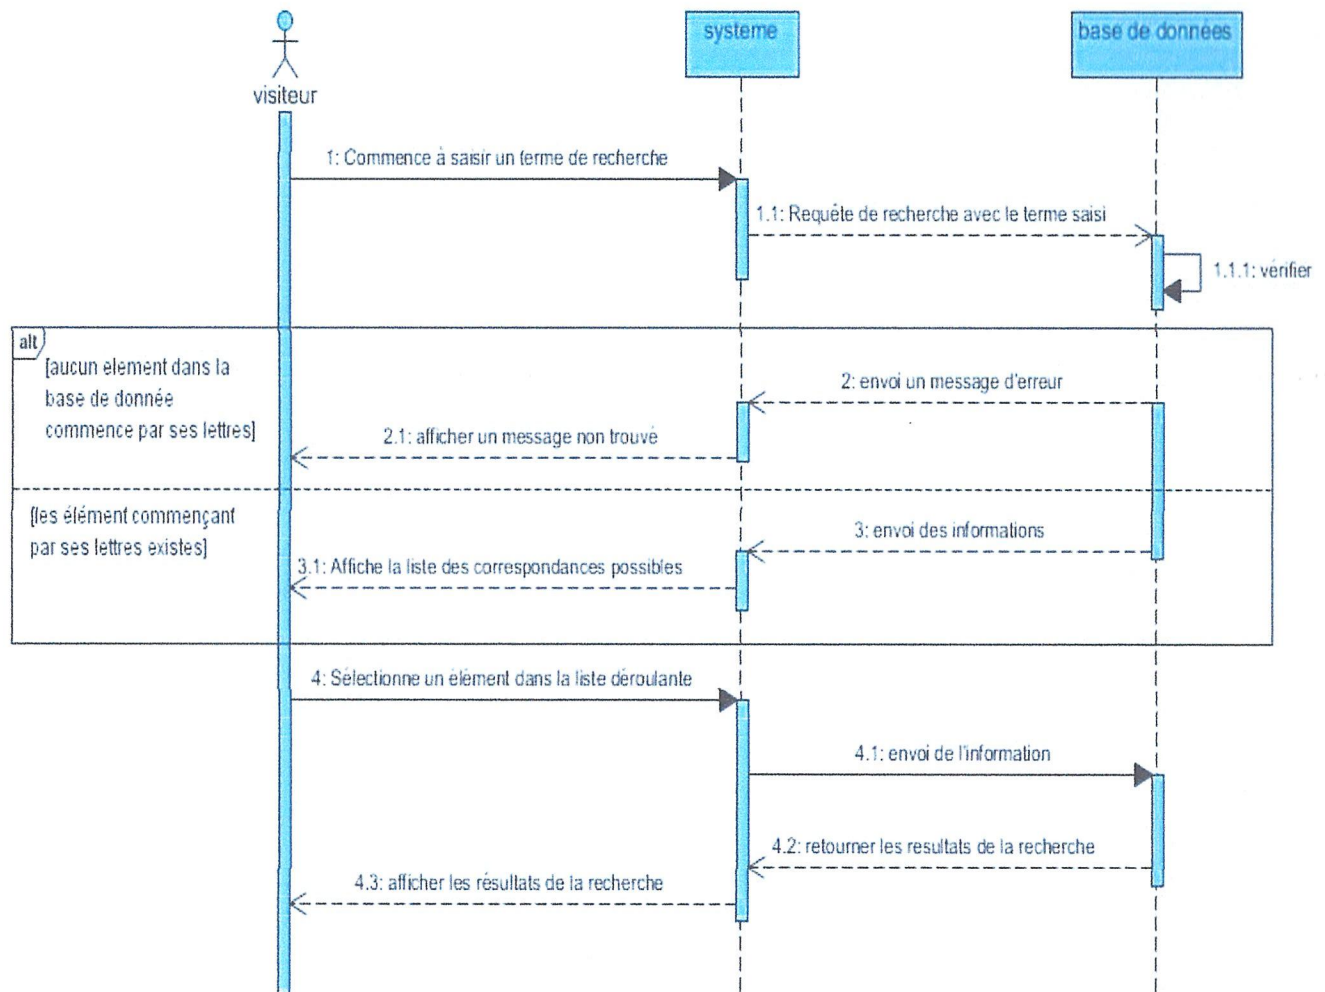 systeme
base de données
visiteur
1: Commence à saisir un terme de recherche
1.1: Requête de recherche avec le terme saisi
1.1.1: vérifier
alt
[aucun element dans la
base de donnée
commence par ses lettres]
2: envoi un message d'erreur
2.1: afficher un message non trouvé
[les élément commençant
par ses lettres existes]
3: envoi des informations
3.1: Affiche la liste des correspondances possibles
4: Sélectionne un élément dans la liste déroulante
4.1: envoi de l'information
4.2: retourner les resultats de la recherche
4.3: afficher les résultats de la recherche